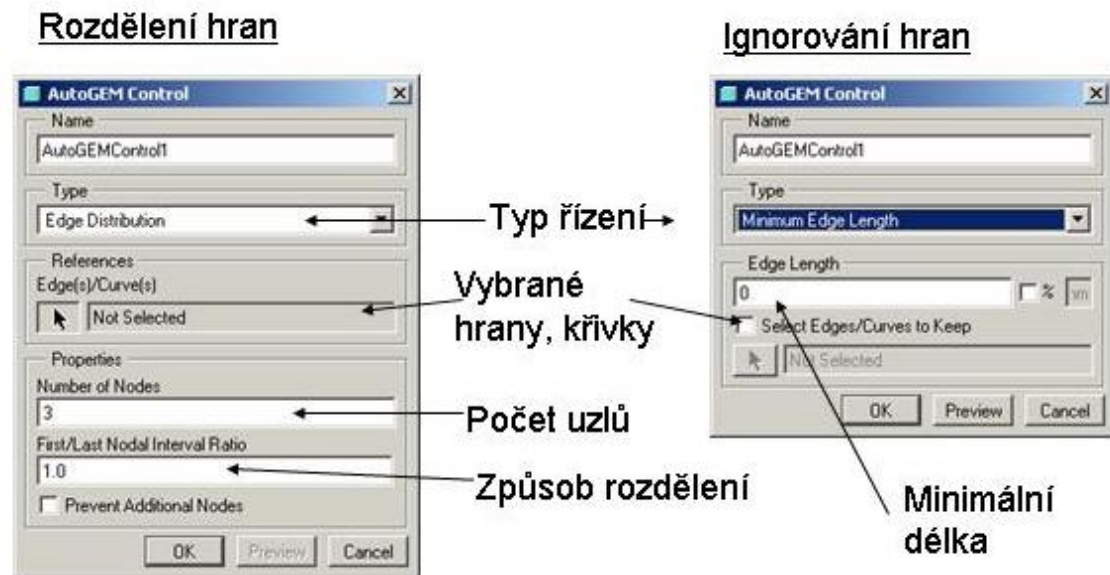 Rozdělení hran
AutoGEM Control
Name
AutoGEMControl1
Type
Edge Distribution
References
Edge(s)/Curve(s)
Not Selected
Properties
Number of Nodes
3
First/Last Nodal Interval Ratio
1.0
Prevent Additional Nodes
OK Preview Cancel
Typ řízení
Vybrané
hrany, křivky
Počet uzlů
Způsob rozdělení
Ignorování hran
AutoGEM Control
Name
AutoGEMControl1
Type
Minimum Edge Length
Edge Length
0 %
Select Edges/Curves to Keep
Not Selected
OK Preview Cancel
Minimální
délka